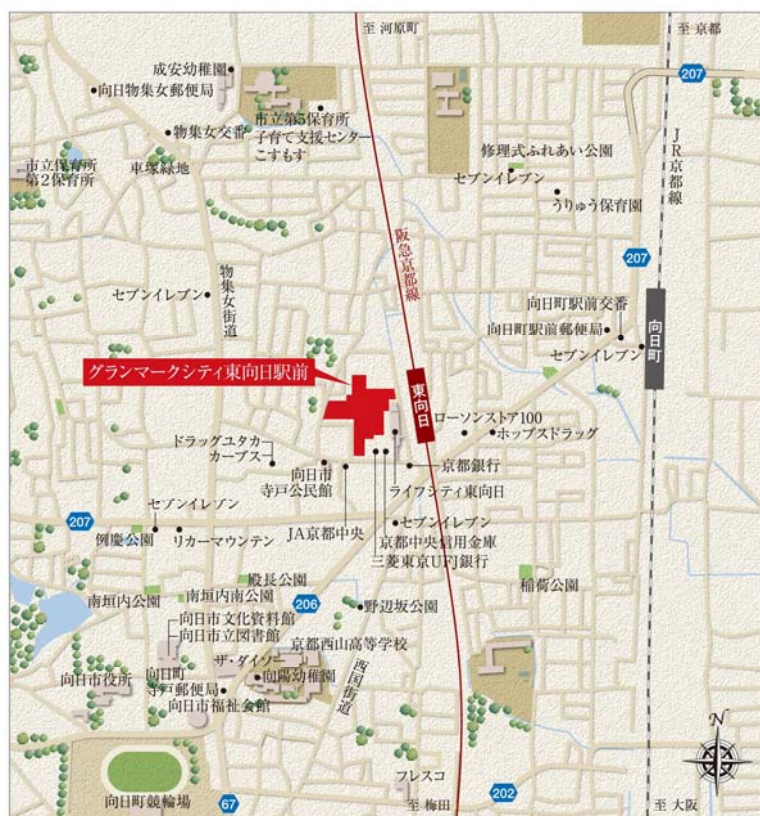 至 河原町
至 京都
成安幼稚園
207
向日物集女郵便局
市立第5保育所
子育て支援センター
こすもす
物集女交番
JR京都線
修理式ふれあい公園
セブンイレブン
市立保育所
第2保育所
車塚緑地
うりゅう保育園
阪急京都線
物集女街道
207
セブンイレブン
向日町駅前交番
向日町駅前郵便局
向日町
セブンイレブン
グランマークシティ東向日駅前
東向日
ローソンストア100
ホップスドラッグ
ドラッグユタカ
カーブス
向日市
寺戸公民館
京都銀行
ライフシティ東向日
セブンイレブン
207
例慶公園
リカーマウンテン
JA京都中央
セブンイレブン
京都中央信用金庫
三菱東京UFJ銀行
殿長公園
稲荷公園
南垣内公園
南垣内南公園
206
野辺坂公園
向日市文化資料館
向日市立図書館
京都西山高等学校
ザ・ダイソー
西国街道
向日市役所
向日町
寺戸郵便局
向陽幼稚園
向日市福祉会館
N
フレスコ
向日町競輪場
67
至 梅田
202
至 大阪